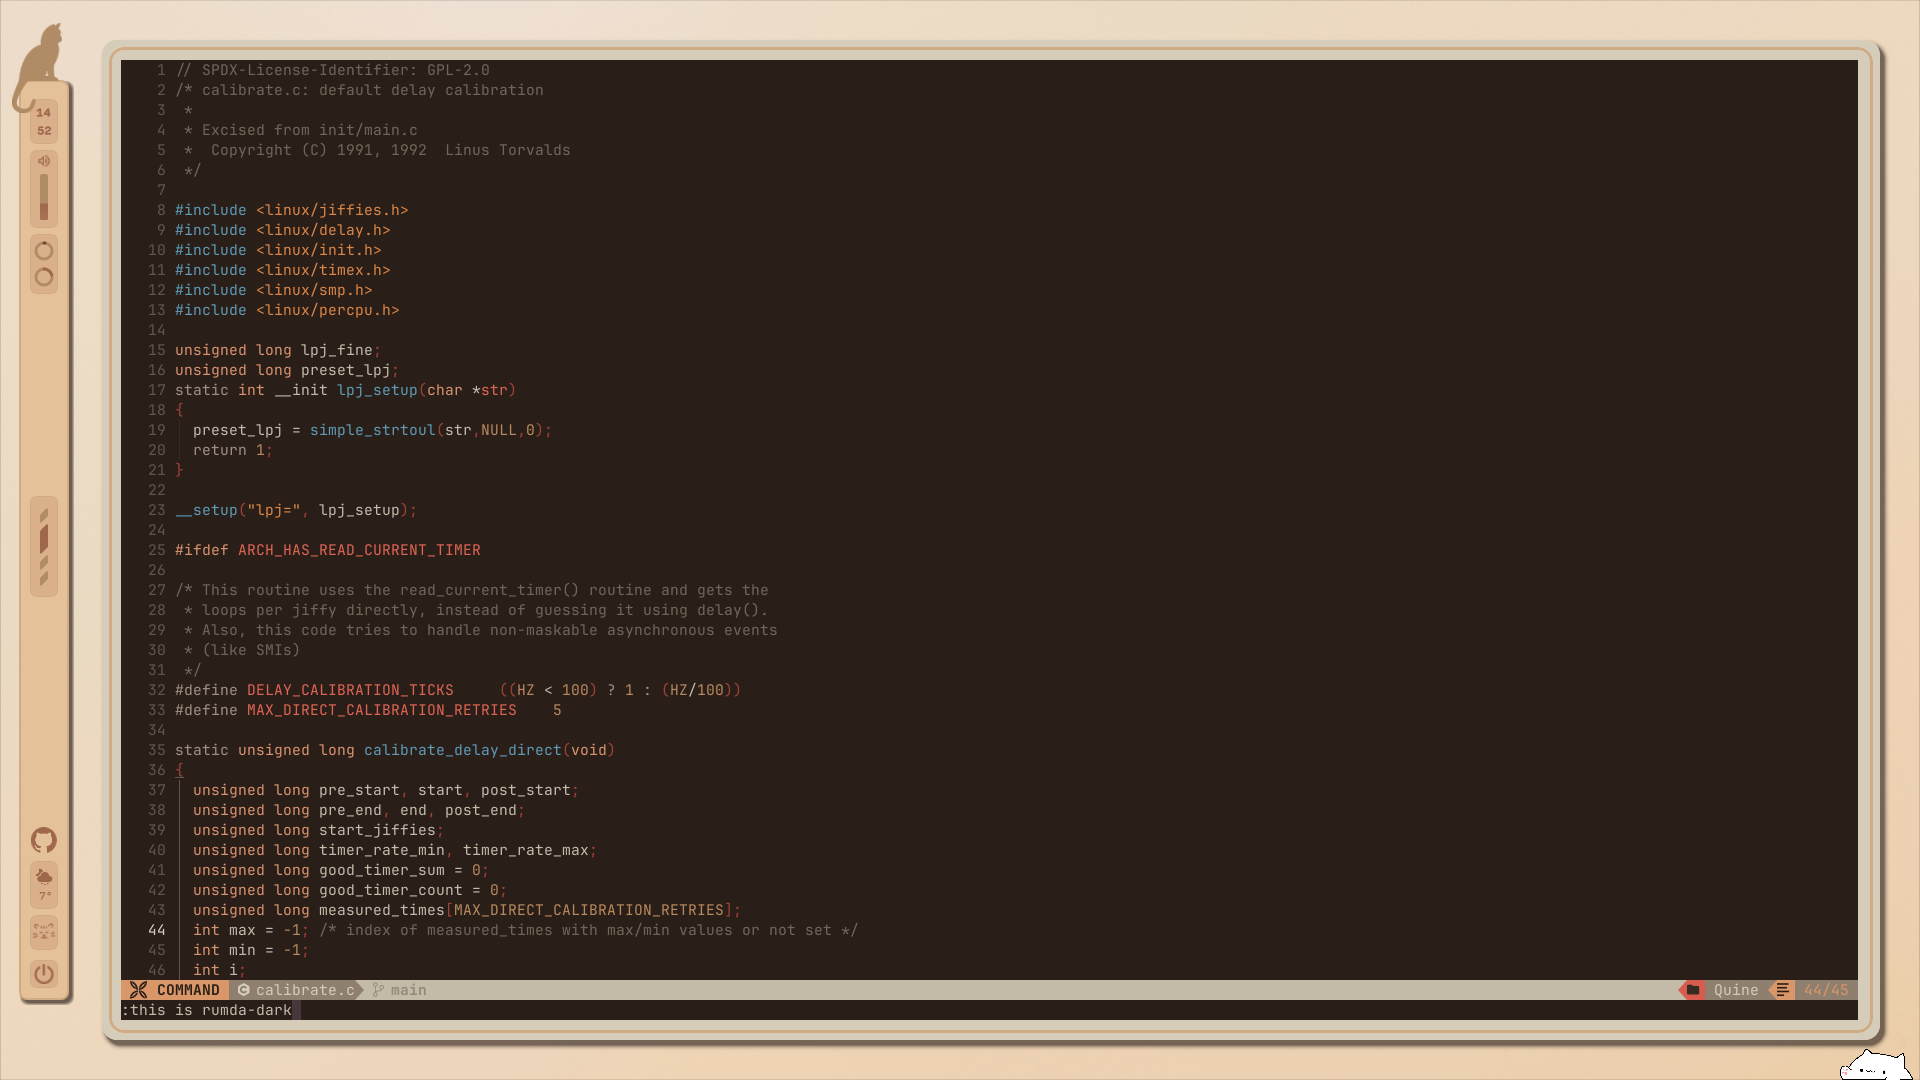 14
52
7°
1 // SPDX-License-Identifier: GPL-2.0
2 /* calibrate.c: default delay calibration
3  *
4  * Excised from init/main.c
5  *  Copyright (C) 1991, 1992  Linus Torvalds
6  */
7
8 #include <linux/jiffies.h>
9 #include <linux/delay.h>
10 #include <linux/init.h>
11 #include <linux/timex.h>
12 #include <linux/smp.h>
13 #include <linux/percpu.h>
14
15 unsigned long lpj_fine;
16 unsigned long preset_lpj;
17 static int __init lpj_setup(char *str)
18 {
19   preset_lpj = simple_strtoul(str,NULL,0);
20   return 1;
21 }
22
23 __setup("lpj=", lpj_setup);
24
25 #ifdef ARCH_HAS_READ_CURRENT_TIMER
26
27 /* This routine uses the read_current_timer() routine and gets the
28  * loops per jiffy directly, instead of guessing it using delay().
29  * Also, this code tries to handle non-maskable asynchronous events
30  * (like SMIs)
31  */
32 #define DELAY_CALIBRATION_TICKS     ((HZ < 100) ? 1 : (HZ/100))
33 #define MAX_DIRECT_CALIBRATION_RETRIES    5
34
35 static unsigned long calibrate_delay_direct(void)
36 {
37   unsigned long pre_start, start, post_start;
38   unsigned long pre_end, end, post_end;
39   unsigned long start_jiffies;
40   unsigned long timer_rate_min, timer_rate_max;
41   unsigned long good_timer_sum = 0;
42   unsigned long good_timer_count = 0;
43   unsigned long measured_times[MAX_DIRECT_CALIBRATION_RETRIES];
44   int max = -1; /* index of measured_times with max/min values or not set */
45   int min = -1;
46   int i;
COMMAND calibrate.c main Quine 44/45
:this is rumda-dark